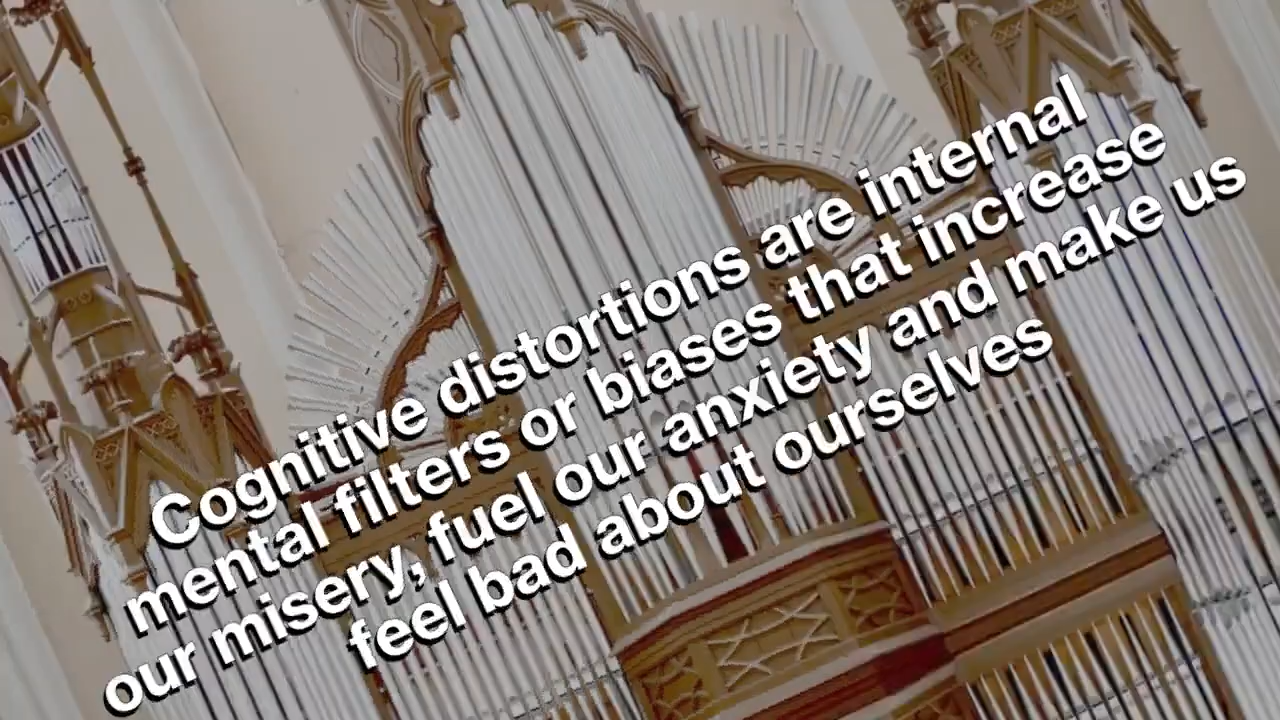 Cognitive distortions are internal
mental filters or biases that increase
our misery, fuel our anxiety and make us
feel bad about ourselves